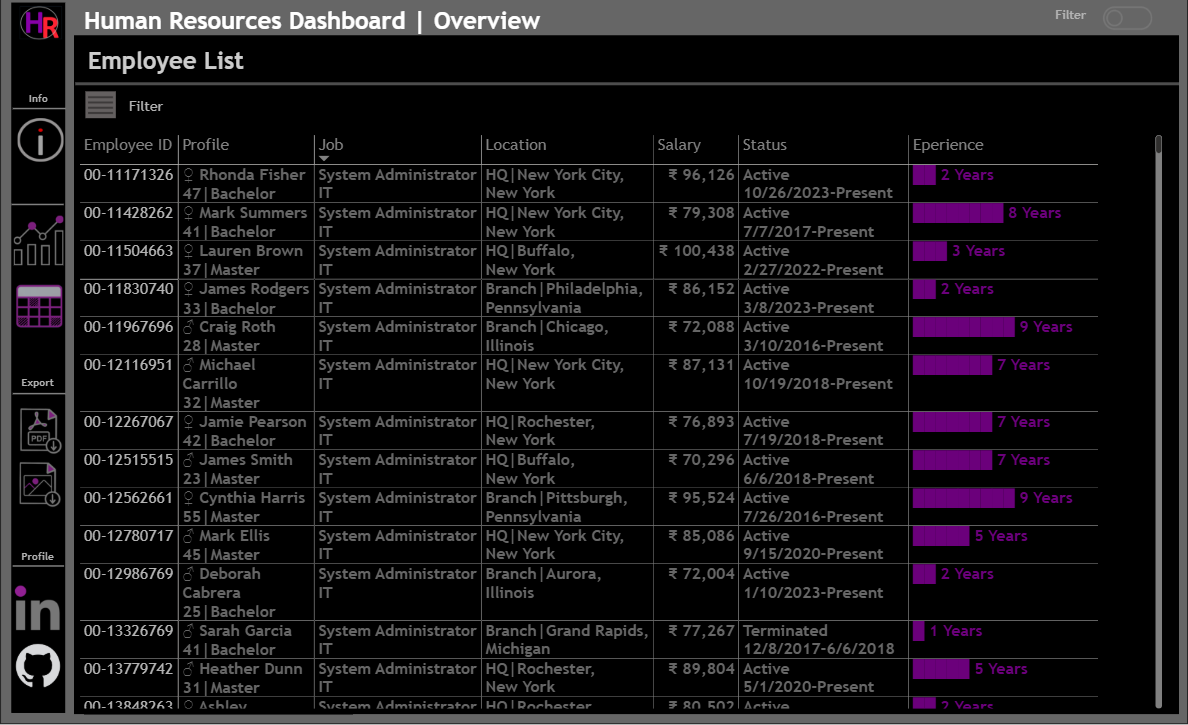 HR
Human Resources Dashboard | Overview
Filter
Employee List
Info
Filter
Employee ID Profile Job Location Salary Status Eperience
00-11171326 ♀ Rhonda Fisher System Administrator HQ|New York City, ₹ 96,126 Active 2 Years
47|Bachelor IT New York 10/26/2023-Present
00-11428262 ♀ Mark Summers System Administrator HQ|New York City, ₹ 79,308 Active 8 Years
41|Bachelor IT New York 7/7/2017-Present
00-11504663 ♀ Lauren Brown System Administrator HQ|Buffalo, ₹ 100,438 Active 3 Years
37|Master IT New York 2/27/2022-Present
00-11830740 ♀ James Rodgers System Administrator Branch|Philadelphia, ₹ 86,152 Active 2 Years
33|Bachelor IT Pennsylvania 3/8/2023-Present
00-11967696 ♂ Craig Roth System Administrator Branch|Chicago, ₹ 72,088 Active 9 Years
28|Master IT Illinois 3/10/2016-Present
00-12116951 ♂ Michael System Administrator HQ|New York City, ₹ 87,131 Active 7 Years
Carrillo IT New York 10/19/2018-Present
32|Master
Export
00-12267067 ♀ Jamie Pearson System Administrator HQ|Rochester, ₹ 76,893 Active 7 Years
42|Bachelor IT New York 7/19/2018-Present
PDF
00-12515515 ♂ James Smith System Administrator HQ|Buffalo, ₹ 70,296 Active 7 Years
23|Master IT New York 6/6/2018-Present
00-12562661 ♀ Cynthia Harris System Administrator Branch|Pittsburgh, ₹ 95,524 Active 9 Years
55|Master IT Pennsylvania 7/26/2016-Present
00-12780717 ♂ Mark Ellis System Administrator HQ|New York City, ₹ 85,086 Active 5 Years
45|Master IT New York 9/15/2020-Present
Profile
00-12986769 ♂ Deborah System Administrator Branch|Aurora, ₹ 72,004 Active 2 Years
Cabrera IT Illinois 1/10/2023-Present
25|Bachelor
in
00-13326769 ♂ Sarah Garcia System Administrator Branch|Grand Rapids, ₹ 77,267 Terminated 1 Years
41|Bachelor IT Michigan 12/8/2017-6/6/2018
00-13779742 ♂ Heather Dunn System Administrator HQ|Rochester, ₹ 89,804 Active 5 Years
31|Master IT New York 5/1/2020-Present
00-13848263 ♀ Ashley System Administrator HQ|Rochester, ₹ 80,502 Active 2 Years